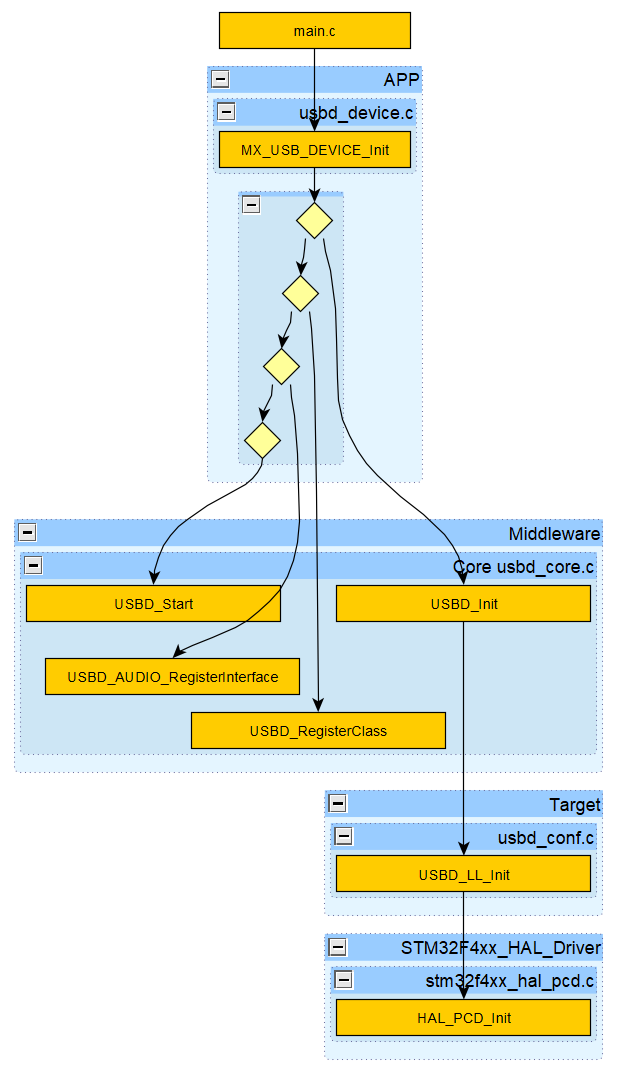 main.c
APP
usbd_device.c
MX_USB_DEVICE_Init
Middleware
Core usbd_core.c
USBD_Start
USBD_Init
USBD_AUDIO_RegisterInterface
USBD_RegisterClass
Target
usbd_conf.c
USBD_LL_Init
STM32F4xx_HAL_Driver
stm32f4xx_hal_pcd.c
HAL_PCD_Init